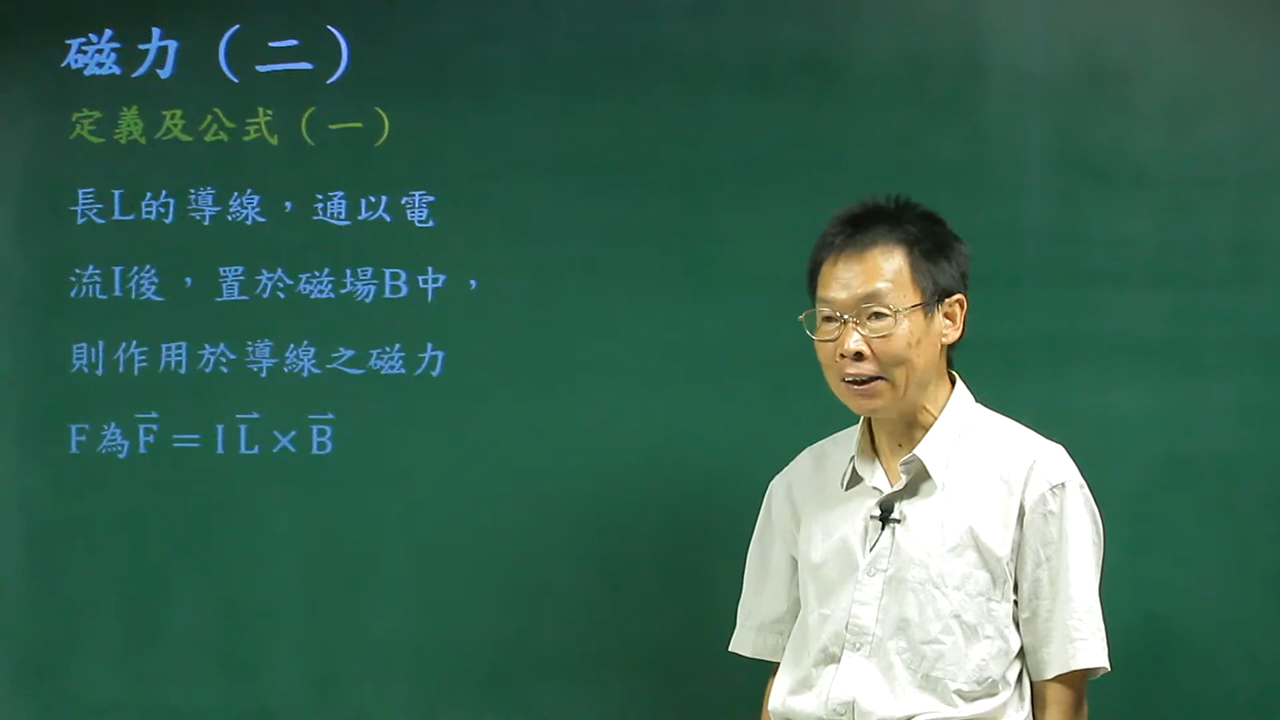 磁力（二）
定義及公式（一）
長L的導線，通以電
流I後，置於磁場B中，
則作用於導線之磁力
F為F⃗ = I L⃗ × B⃗